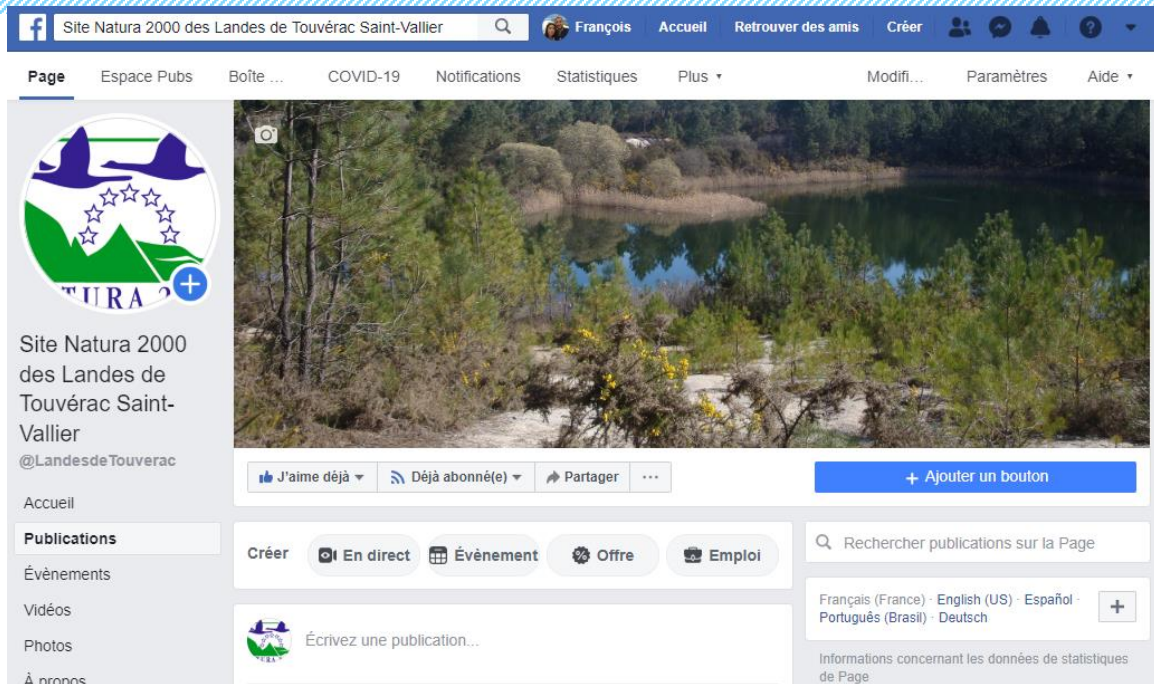 Site Natura 2000 des Landes de Touvérac Saint-Vallier
François Accueil Retrouver des amis Créer
Page Espace Pubs Boîte ... COVID-19 Notifications Statistiques Plus Modifi... Paramètres Aide
TURA 2
Site Natura 2000
des Landes de
Touvérac Saint-
Vallier
@LandesdeTouverac
Accueil
Publications
Évènements
Vidéos
Photos
À propos
J'aime déjà Déjà abonné(e) Partager ...
+ Ajouter un bouton
Créer En direct Évènement Offre Emploi
Écrivez une publication...
Rechercher publications sur la Page
Français (France) · English (US) · Español ·
Português (Brasil) · Deutsch
Informations concernant les données de statistiques
de Page